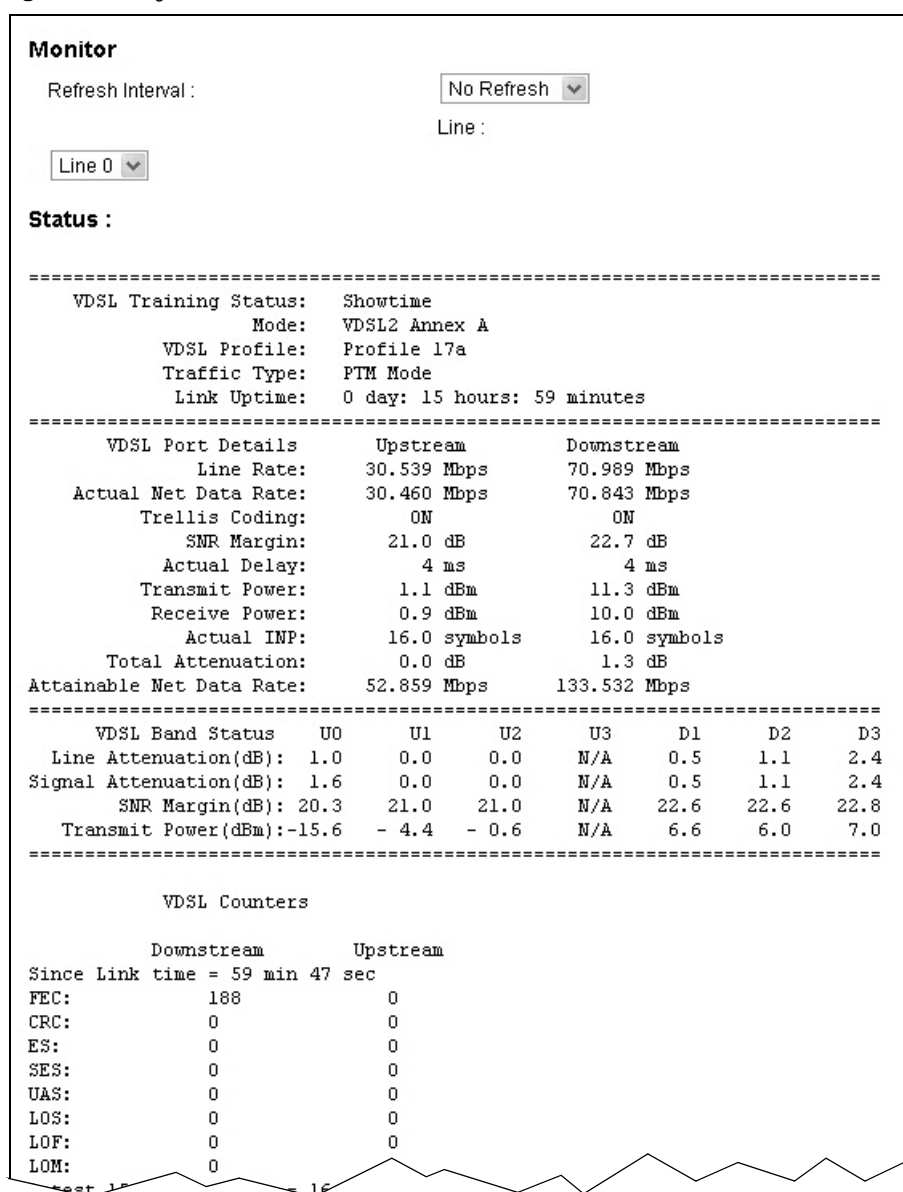 Monitor
Refresh Interval : No Refresh
Line :
Line 0
Status :
============================================================================
VDSL Training Status: Showtime
Mode: VDSL2 Annex A
VDSL Profile: Profile 17a
Traffic Type: PTM Mode
Link Uptime: 0 day: 15 hours: 59 minutes
============================================================================
VDSL Port Details Upstream Downstream
Line Rate: 30.539 Mbps 70.989 Mbps
Actual Net Data Rate: 30.460 Mbps 70.843 Mbps
Trellis Coding: ON ON
SNR Margin: 21.0 dB 22.7 dB
Actual Delay: 4 ms 4 ms
Transmit Power: 1.1 dBm 11.3 dBm
Receive Power: 0.9 dBm 10.0 dBm
Actual INP: 16.0 symbols 16.0 symbols
Total Attenuation: 0.0 dB 1.3 dB
Attainable Net Data Rate: 52.859 Mbps 133.532 Mbps
============================================================================
VDSL Band Status U0 U1 U2 U3 D1 D2 D3
Line Attenuation(dB): 1.0 0.0 0.0 N/A 0.5 1.1 2.4
Signal Attenuation(dB): 1.6 0.0 0.0 N/A 0.5 1.1 2.4
SNR Margin(dB): 20.3 21.0 21.0 N/A 22.6 22.6 22.8
Transmit Power(dBm):-15.6 - 4.4 - 0.6 N/A 6.6 6.0 7.0
============================================================================
VDSL Counters
Downstream Upstream
Since Link time = 59 min 47 sec
FEC: 188 0
CRC: 0 0
ES: 0 0
SES: 0 0
UAS: 0 0
LOS: 0 0
LOF: 0 0
LOM: 0